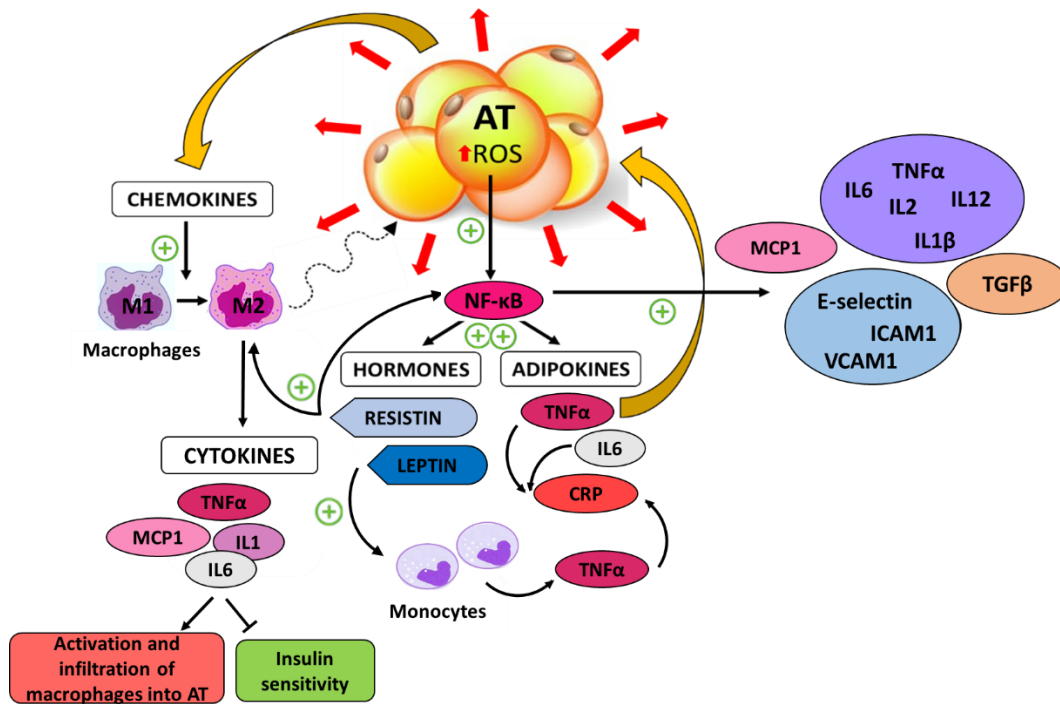 AT
ROS
CHEMOKINES
M1
M2
Macrophages
NF-κB
HORMONES
ADIPOKINES
RESISTIN
LEPTIN
TNFα
IL6
CRP
CYTOKINES
TNFα
MCP1
IL1
IL6
Monocytes
TNFα
Activation and
infiltration of
macrophages into AT
Insulin
sensitivity
TNFα
IL6
IL2
IL12
IL1β
MCP1
TGFβ
E-selectin
ICAM1
VCAM1